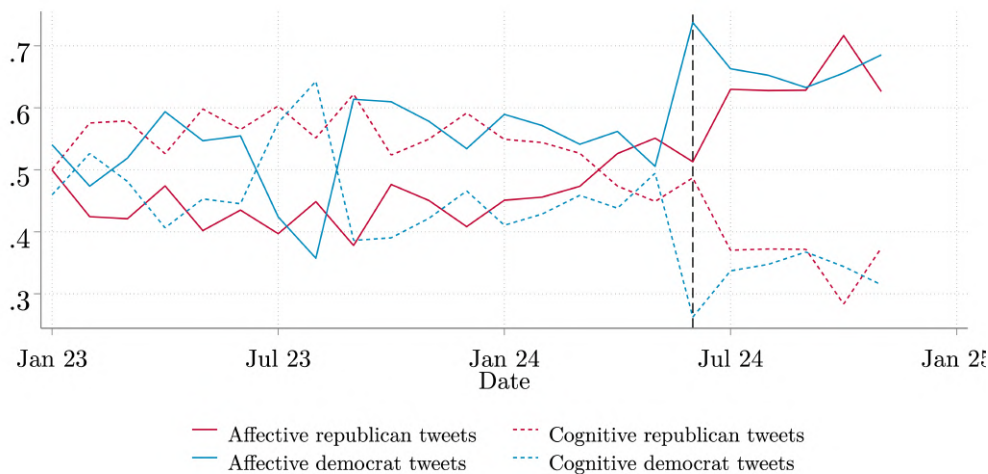 .7
.6
.5
.4
.3
Jan 23 Jul 23 Jan 24 Jul 24 Jan 25
Date
Affective republican tweets Cognitive republican tweets
Affective democrat tweets Cognitive democrat tweets